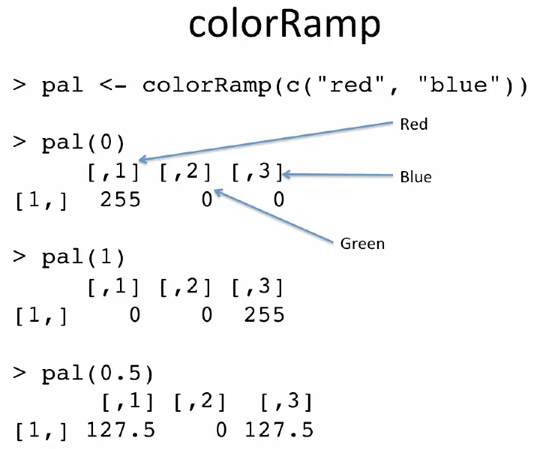 colorRamp
> pal <- colorRamp(c("red", "blue"))
Red
> pal(0)
[,1] [,2] [,3]
Blue
[1,] 255 0 0
Green
> pal(1)
[,1] [,2] [,3]
[1,] 0 0 255
> pal(0.5)
[,1] [,2] [,3]
[1,] 127.5 0 127.5